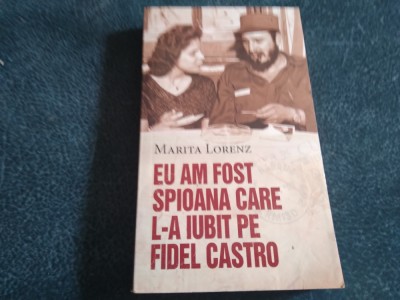 MARITA LORENZ
EU AM FOST
SPIOANA CARE
L-A IUBIT PE
FIDEL CASTRO